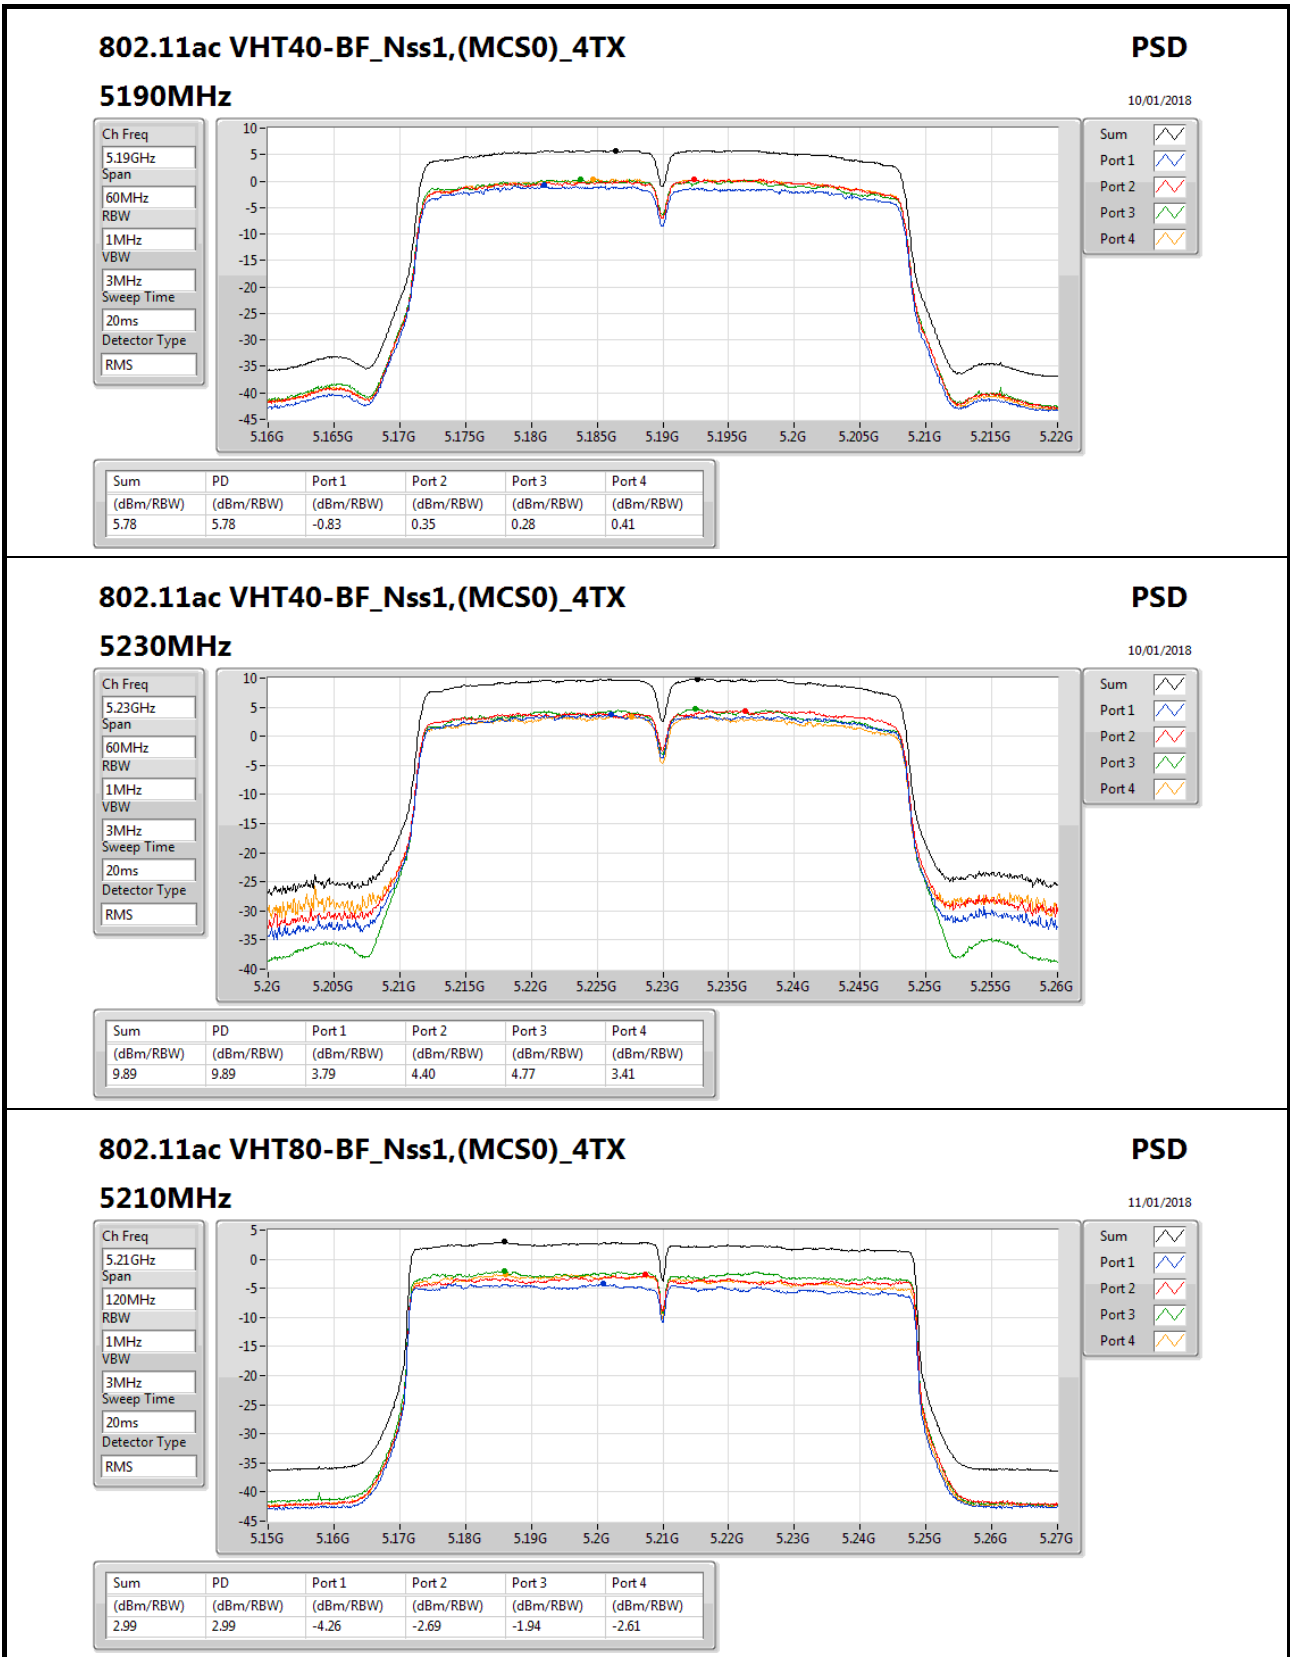 802.11ac VHT40-BF_Nss1,(MCS0)_4TX PSD
5190MHz 10/01/2018
Ch Freq
5.19GHz
Span
60MHz
RBW
1MHz
VBW
3MHz
Sweep Time
20ms
Detector Type
RMS
10
5
0
-5
-10
-15
-20
-25
-30
-35
-40
-45
5.16G 5.165G 5.17G 5.175G 5.18G 5.185G 5.19G 5.195G 5.2G 5.205G 5.21G 5.215G 5.22G
Sum
Port 1
Port 2
Port 3
Port 4
Sum PD Port 1 Port 2 Port 3 Port 4
(dBm/RBW) (dBm/RBW) (dBm/RBW) (dBm/RBW) (dBm/RBW) (dBm/RBW)
5.78 5.78 -0.83 0.35 0.28 0.41
802.11ac VHT40-BF_Nss1,(MCS0)_4TX PSD
5230MHz 10/01/2018
Ch Freq
5.23GHz
Span
60MHz
RBW
1MHz
VBW
3MHz
Sweep Time
20ms
Detector Type
RMS
10
5
0
-5
-10
-15
-20
-25
-30
-35
-40
5.2G 5.205G 5.21G 5.215G 5.22G 5.225G 5.23G 5.235G 5.24G 5.245G 5.25G 5.255G 5.26G
Sum
Port 1
Port 2
Port 3
Port 4
Sum PD Port 1 Port 2 Port 3 Port 4
(dBm/RBW) (dBm/RBW) (dBm/RBW) (dBm/RBW) (dBm/RBW) (dBm/RBW)
9.89 9.89 3.79 4.40 4.77 3.41
802.11ac VHT80-BF_Nss1,(MCS0)_4TX PSD
5210MHz 11/01/2018
Ch Freq
5.21GHz
Span
120MHz
RBW
1MHz
VBW
3MHz
Sweep Time
20ms
Detector Type
RMS
5
0
-5
-10
-15
-20
-25
-30
-35
-40
-45
5.15G 5.16G 5.17G 5.18G 5.19G 5.2G 5.21G 5.22G 5.23G 5.24G 5.25G 5.26G 5.27G
Sum
Port 1
Port 2
Port 3
Port 4
Sum PD Port 1 Port 2 Port 3 Port 4
(dBm/RBW) (dBm/RBW) (dBm/RBW) (dBm/RBW) (dBm/RBW) (dBm/RBW)
2.99 2.99 -4.26 -2.69 -1.94 -2.61